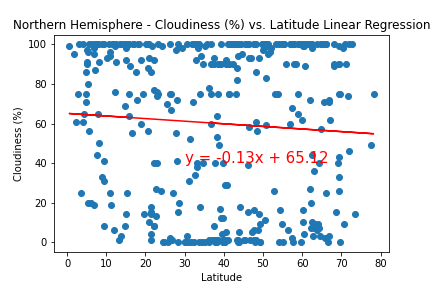 Northern Hemisphere - Cloudiness (%) vs. Latitude Linear Regression
100
80
60
40
20
0
Cloudiness (%)
y = -0.13x + 65.12
0 10 20 30 40 50 60 70 80
Latitude